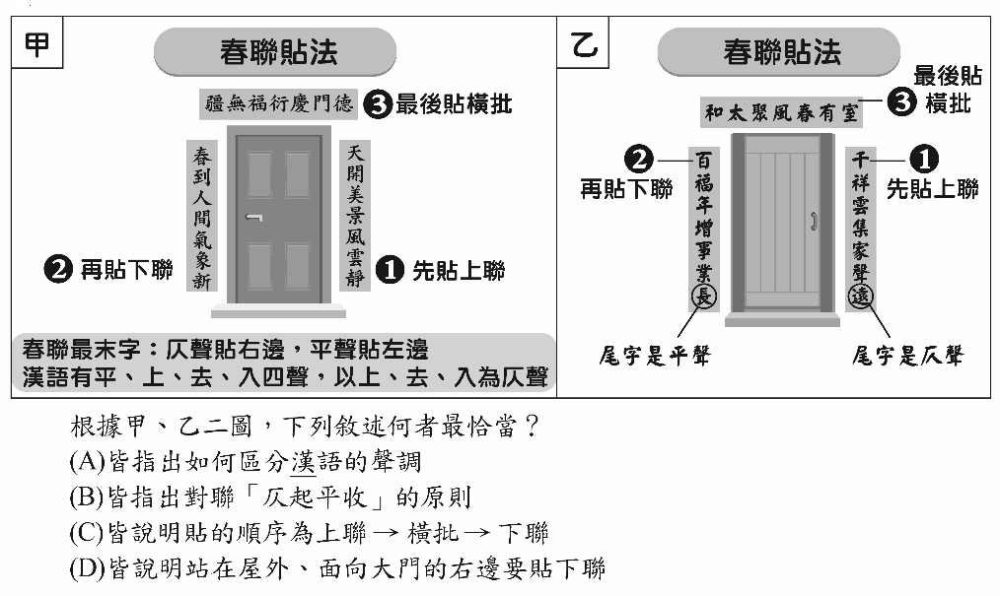 甲
春聯貼法
疆無福衍慶門德
❸最後貼橫批
春到人間氣象新
天開美景風雲靜
❷ 再貼下聯
❶ 先貼上聯
春聯最末字：仄聲貼右邊，平聲貼左邊
漢語有平、上、去、入四聲，以上、去、入為仄聲
乙
春聯貼法
最後貼
❸ 橫批
和太聚風春有室
❷
再貼下聯
百福年增事業長
千祥雲集家聲遠
❶
先貼上聯
尾字是平聲
尾字是仄聲
根據甲、乙二圖，下列敘述何者最恰當？
(A)皆指出如何區分漢語的聲調
(B)皆指出對聯「仄起平收」的原則
(C)皆說明貼的順序為上聯→橫批→下聯
(D)皆說明站在屋外、面向大門的右邊要貼下聯